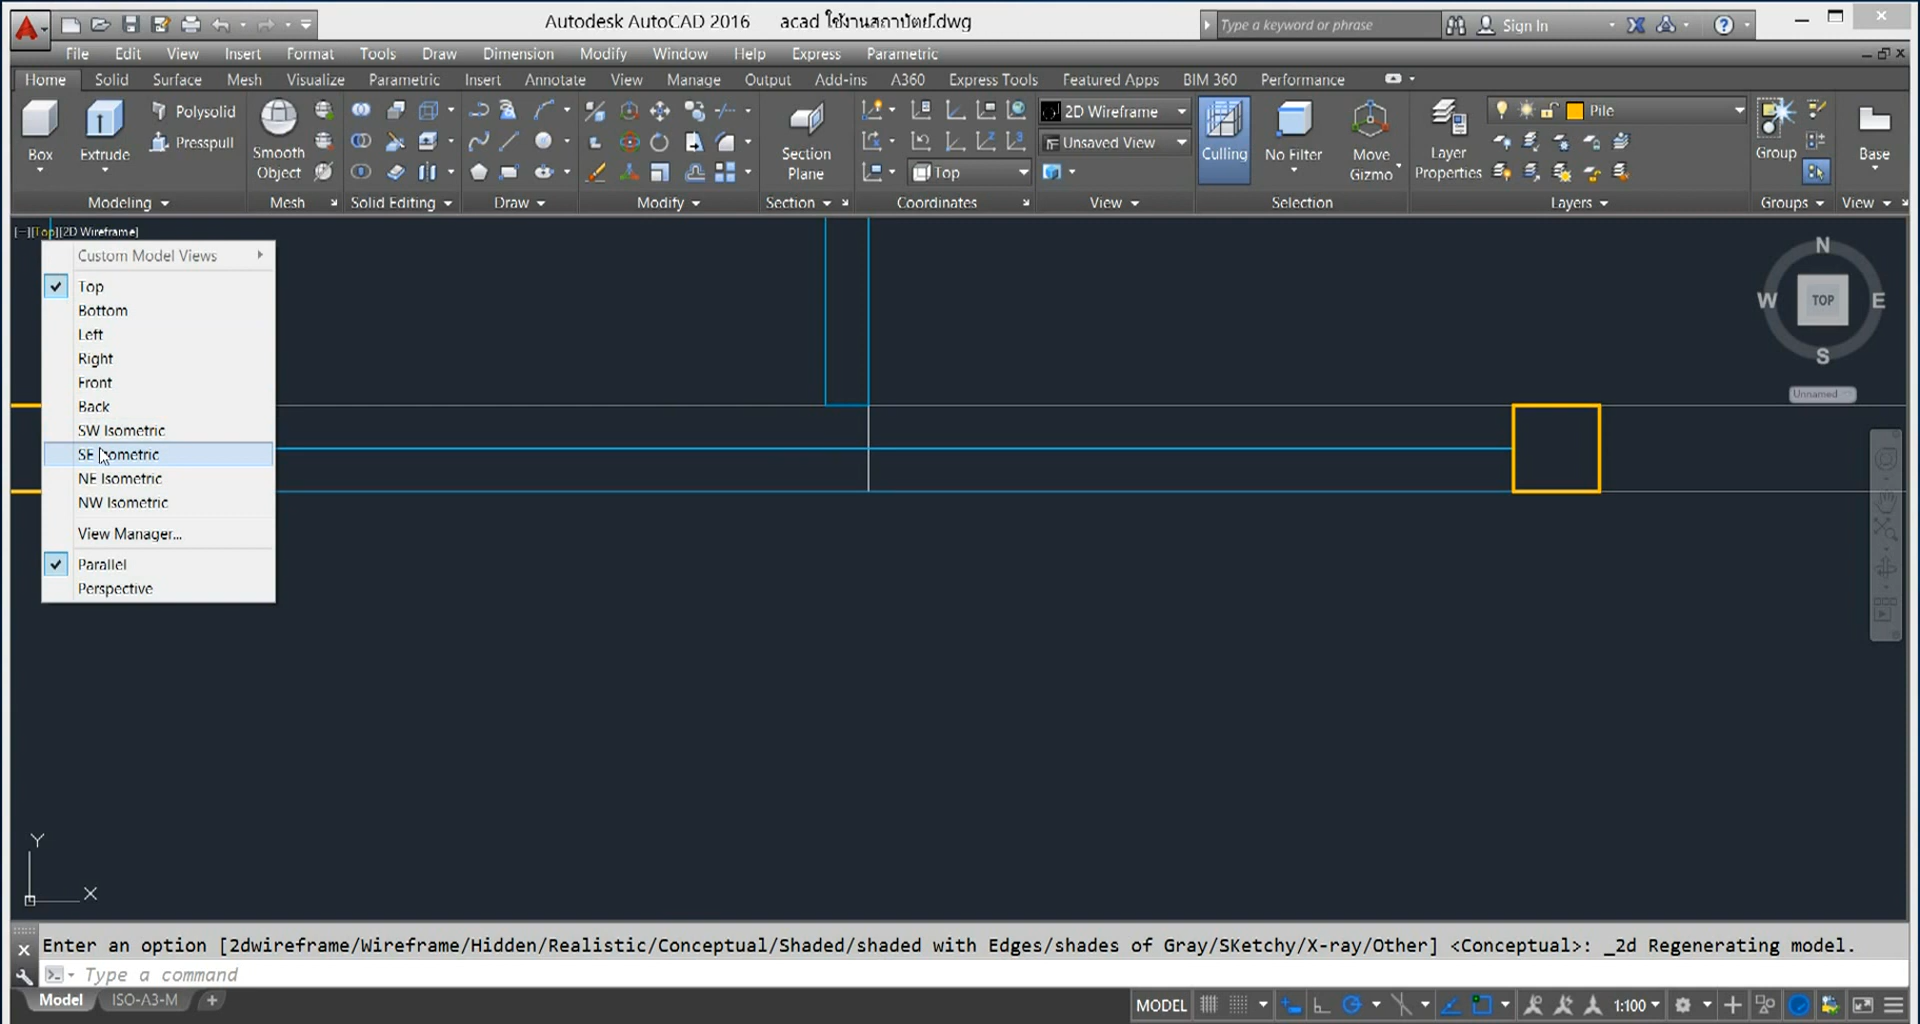 Autodesk AutoCAD 2016 acad ใช้งานสถาปัตย์.dwg
Type a keyword or phrase
Sign In
File Edit View Insert Format Tools Draw Dimension Modify Window Help Express Parametric
Home Solid Surface Mesh Visualize Parametric Insert Annotate View Manage Output Add-ins A360 Express Tools Featured Apps BIM 360 Performance
Polysolid
Presspull
Box
Extrude
Smooth
Object
Section
Plane
2D Wireframe
Unsaved View
Top
Culling
No Filter
Move
Gizmo
Layer
Properties
Pile
Group
Base
Modeling Mesh Solid Editing Draw Modify Section Coordinates View Selection Layers Groups View
[−][Top][2D Wireframe]
Custom Model Views
Top
Bottom
Left
Right
Front
Back
SW Isometric
SE Isometric
NE Isometric
NW Isometric
View Manager...
Parallel
Perspective
N
W TOP E
S
Unnamed
Y
X
Enter an option [2dwireframe/Wireframe/Hidden/Realistic/Conceptual/Shaded/shaded with Edges/shades of Gray/SKetchy/X-ray/Other] <Conceptual>: _2d Regenerating model.
Type a command
Model ISO-A3-M +
MODEL 1:100